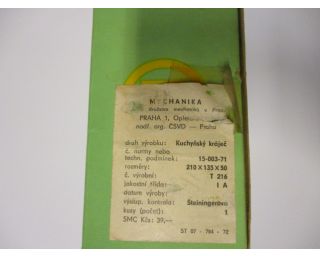 MECHANIKA
družstvo mechaniků v Praze
PRAHA 1,
nadř. org. ČSVD — Praha
druh výrobku: Kuchyňský kráječ
č. normy nebo
techn. podmínek: 15-003-71
rozměry: 210×135×50
č. výrobní: T 216
jakostní třída: I A
datum výroby:
výstup. kontrola: Steiningerová
kusy (počet): 1
SMC Kčs: 39,—
ST 07 - 784 - 72